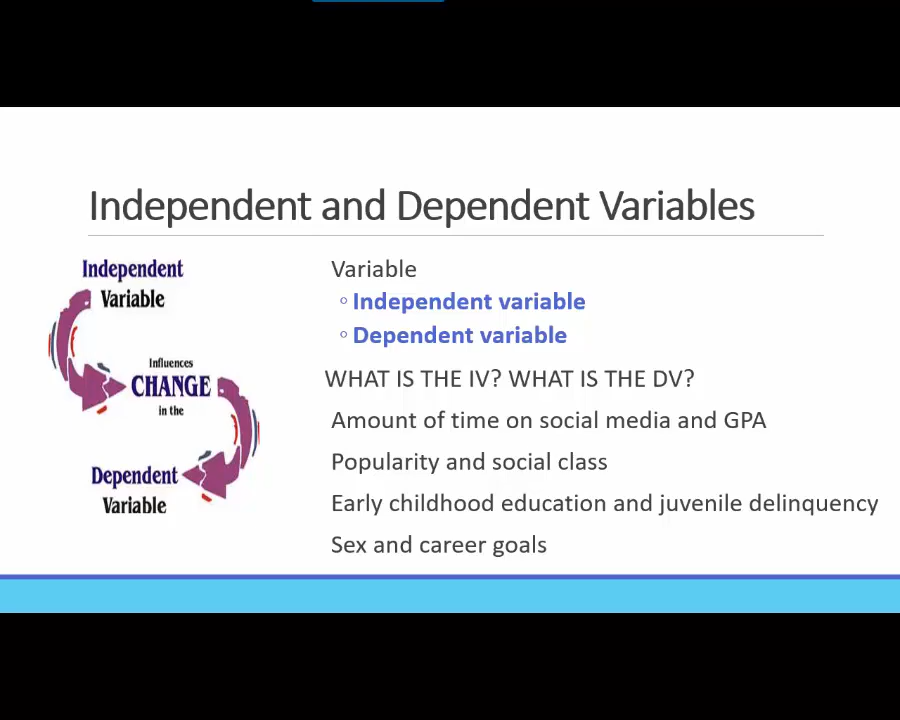 Independent and Dependent Variables
Independent
Variable
Influences
CHANGE
in the
Dependent
Variable
Variable
◦ Independent variable
◦ Dependent variable
WHAT IS THE IV? WHAT IS THE DV?
Amount of time on social media and GPA
Popularity and social class
Early childhood education and juvenile delinquency
Sex and career goals